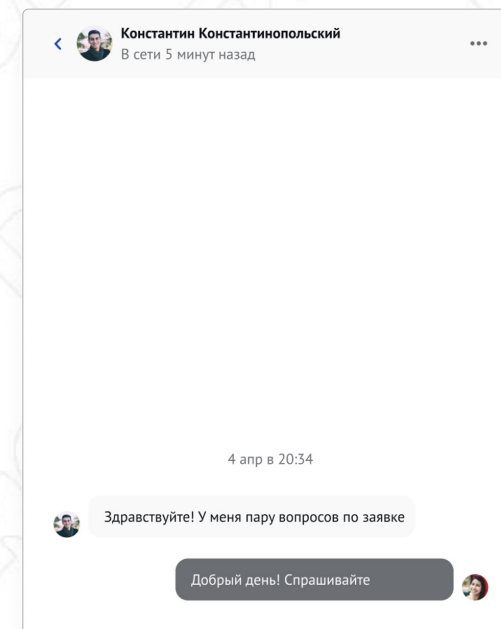 Константин Константинопольский
В сети 5 минут назад
4 апр в 20:34
Здравствуйте! У меня пару вопросов по заявке
Добрый день! Спрашивайте